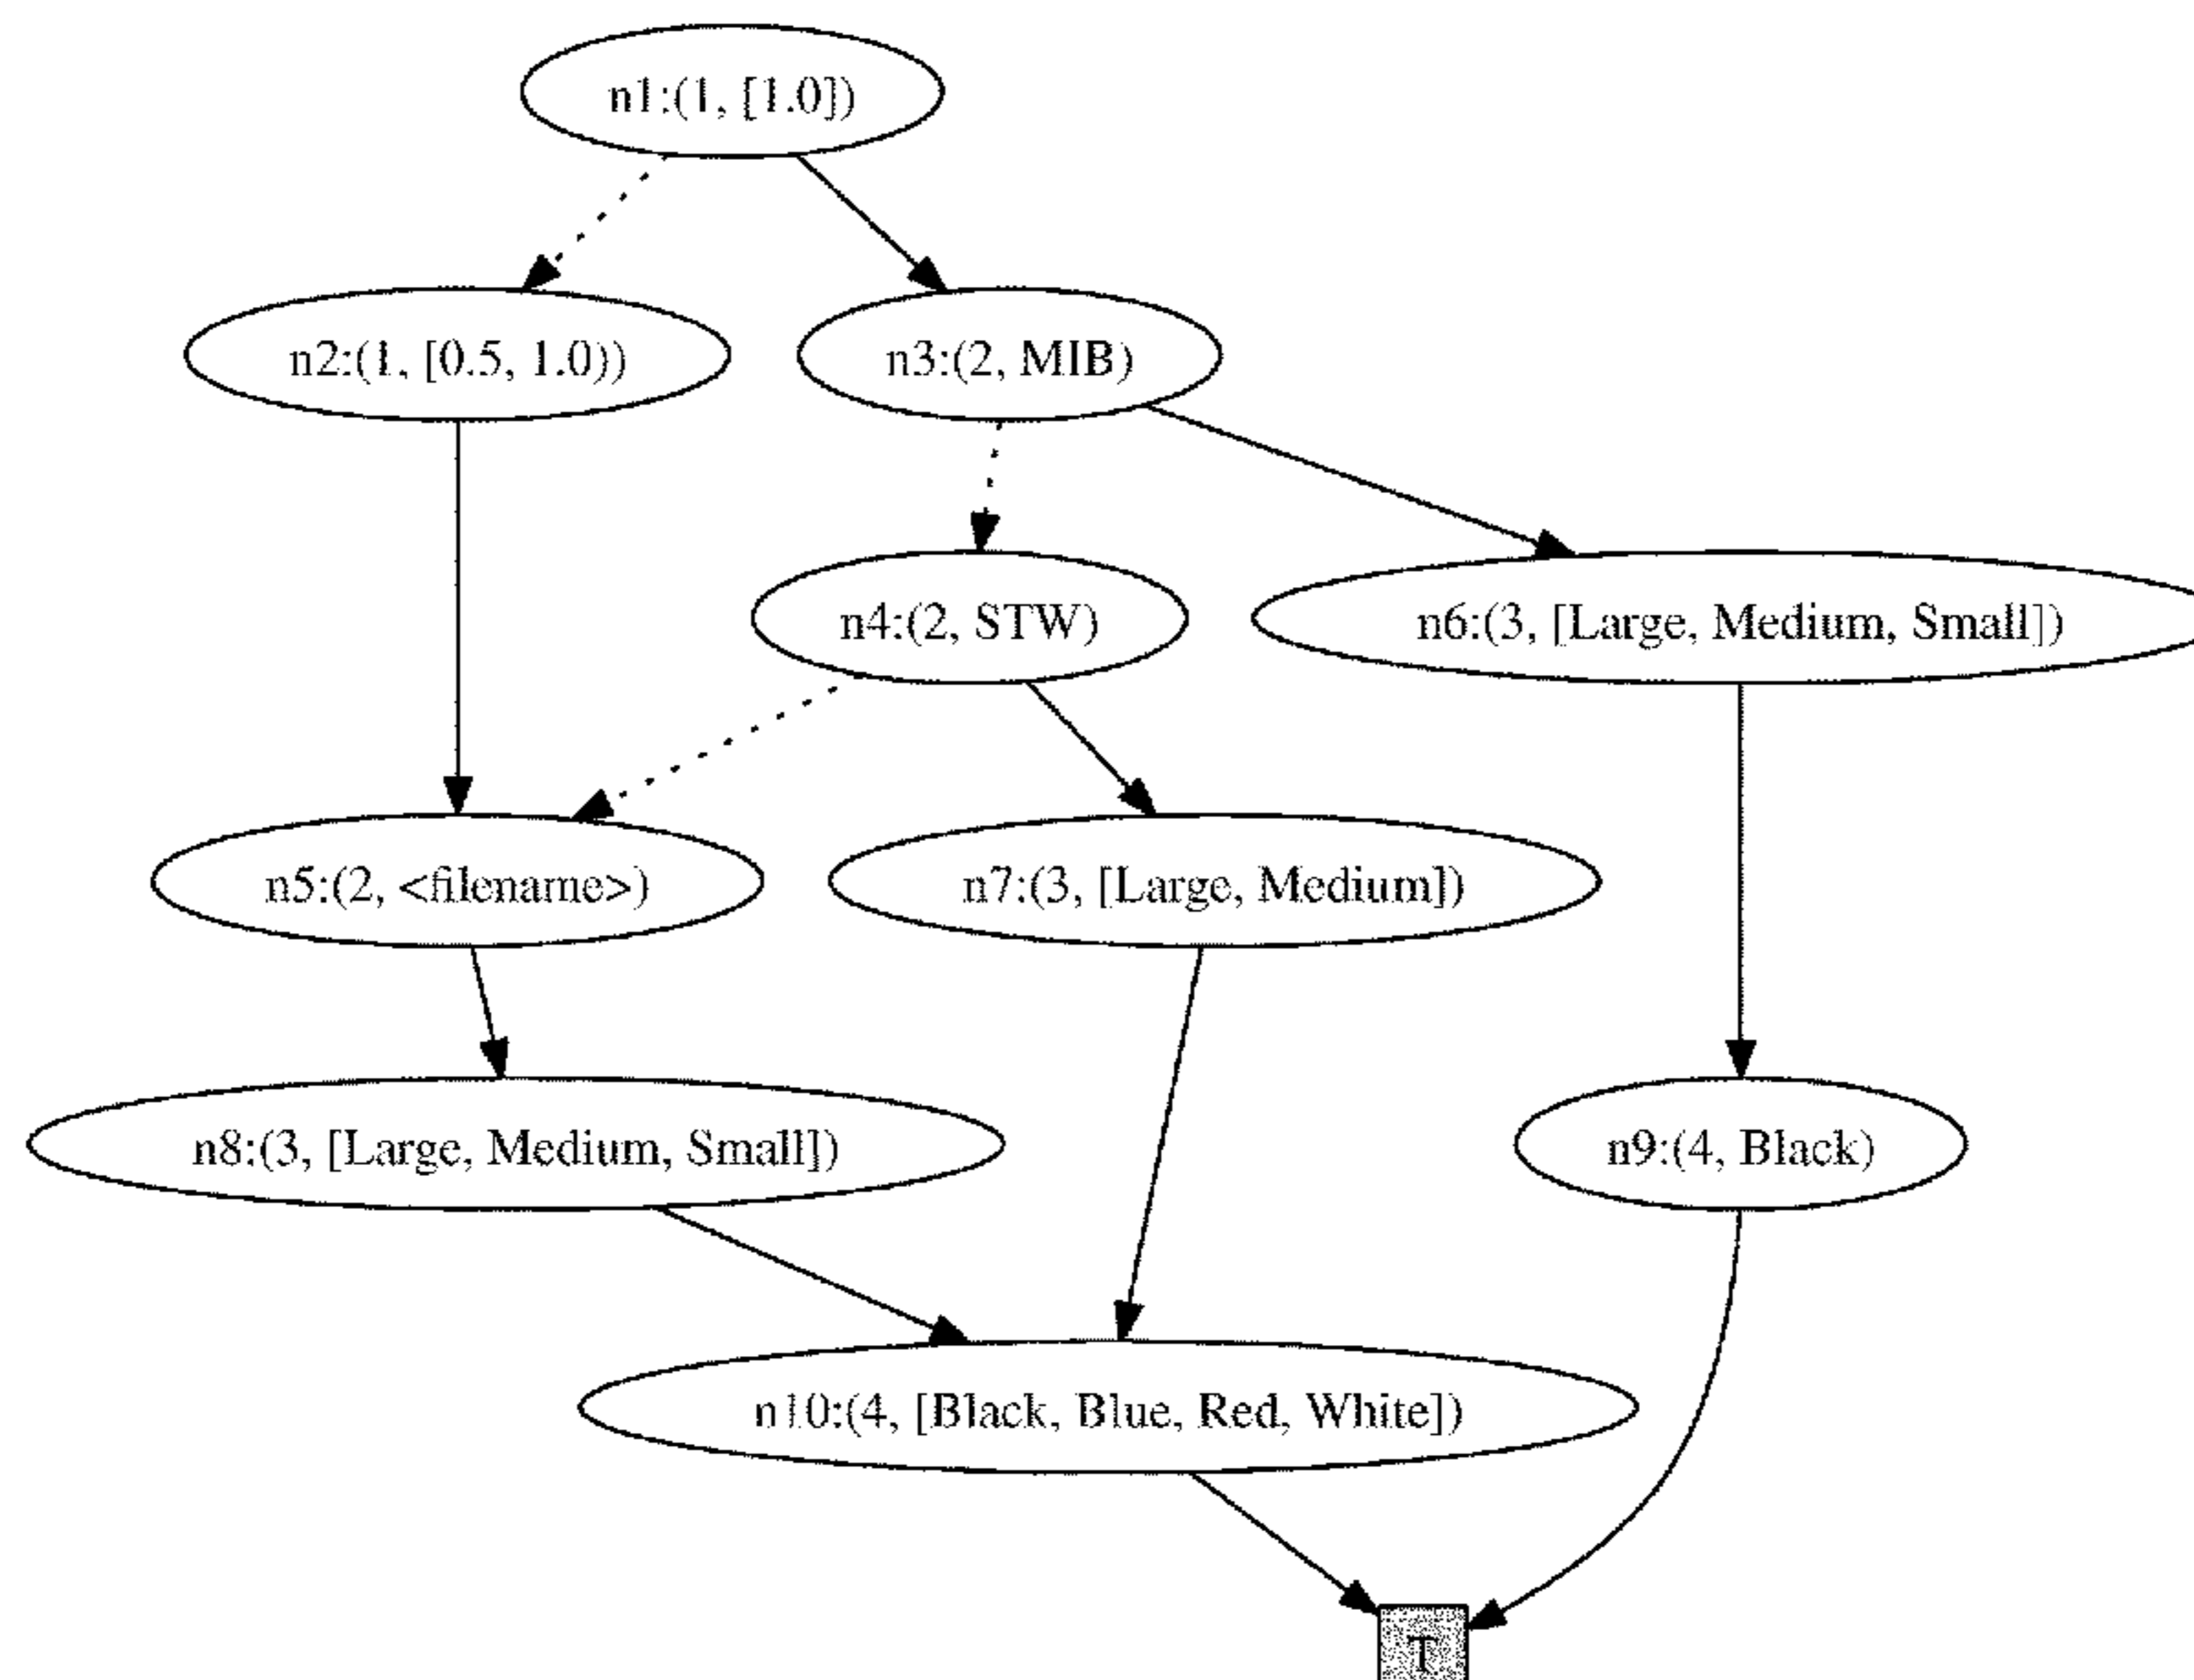 n1:(1, [1.0])
n2:(1, [0.5, 1.0))
n3:(2, MIB)
n4:(2, STW)
n6:(3, [Large, Medium, Small])
n5:(2, <filename>)
n7:(3, [Large, Medium])
n8:(3, [Large, Medium, Small])
n9:(4, Black)
n10:(4, [Black, Blue, Red, White])
T